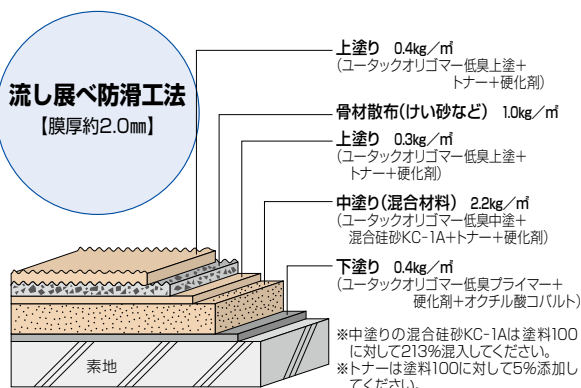 流し展べ防滑工法
【膜厚約2.0㎜】
上塗り 0.4kg／㎡
（ユータックオリゴマー低臭上塗＋
トナー＋硬化剤）
骨材散布（けい砂など） 1.0kg／㎡
上塗り 0.3kg／㎡
（ユータックオリゴマー低臭上塗＋
トナー＋硬化剤）
中塗り（混合材料） 2.2kg／㎡
（ユータックオリゴマー低臭中塗＋
混合硅砂KC-1A＋トナー＋硬化剤）
下塗り 0.4kg／㎡
（ユータックオリゴマー低臭プライマー＋
硬化剤＋オクチル酸コバルト）
素地
※中塗りの混合硅砂KC-1Aは塗料100
に対して213%混入してください。
※トナーは塗料100に対して5%添加し
てください。